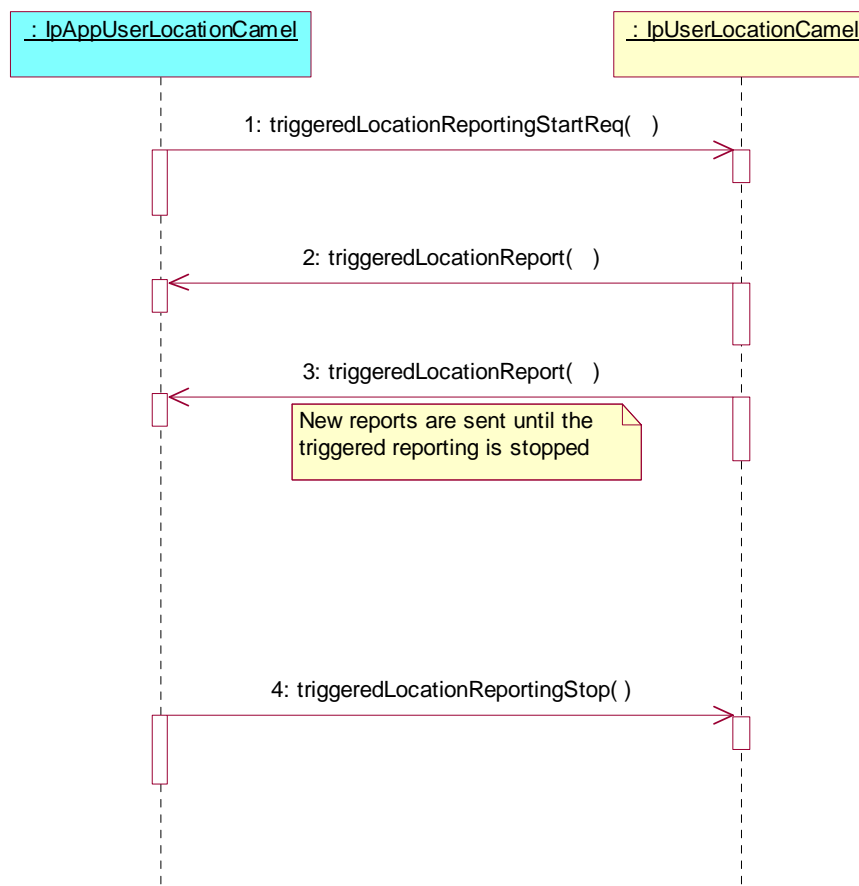 : IpAppUserLocationCamel
: IpUserLocationCamel
1: triggeredLocationReportingStartReq( )
2: triggeredLocationReport( )
3: triggeredLocationReport( )
New reports are sent until the
triggered reporting is stopped
4: triggeredLocationReportingStop( )